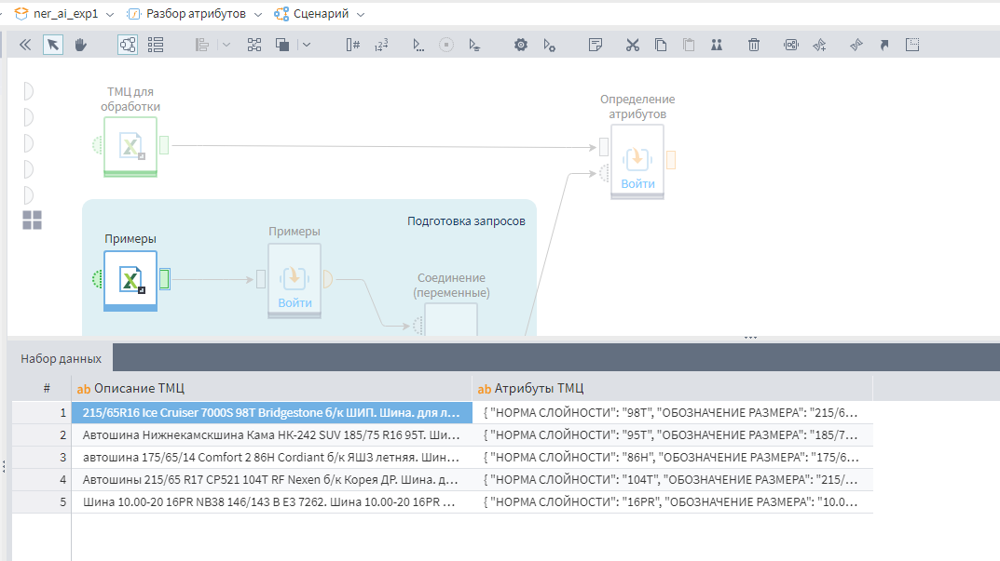 ner_ai_exp1 Разбор атрибутов Сценарий
ТМЦ для
обработки
Определение
атрибутов
Войти
Подготовка запросов
Примеры
Примеры
Войти
Соединение
(переменные)
Набор данных
# ab Описание ТМЦ ab Атрибуты ТМЦ
1 215/65R16 Ice Cruiser 7000S 98T Bridgestone б/к ШИП. Шина. для л... { "НОРМА СЛОЙНОСТИ": "98T", "ОБОЗНАЧЕНИЕ РАЗМЕРА": "215/6...
2 Автошина Нижнекамскшина Кама НК-242 SUV 185/75 R16 95T. Ши... { "НОРМА СЛОЙНОСТИ": "95T", "ОБОЗНАЧЕНИЕ РАЗМЕРА": "185/7...
3 автошина 175/65/14 Comfort 2 86H Cordiant б/к ЯШЗ летняя. Шин... { "НОРМА СЛОЙНОСТИ": "86H", "ОБОЗНАЧЕНИЕ РАЗМЕРА": "175/6...
4 Автошины 215/65 R17 CP521 104T RF Nexen б/к Корея ДР. Шина. д... { "НОРМА СЛОЙНОСТИ": "104T", "ОБОЗНАЧЕНИЕ РАЗМЕРА": "215/...
5 Шина 10.00-20 16PR NB38 146/143 B E3 7262. Шина 10.00-20 16PR ... { "НОРМА СЛОЙНОСТИ": "16PR", "ОБОЗНАЧЕНИЕ РАЗМЕРА": "10.0...